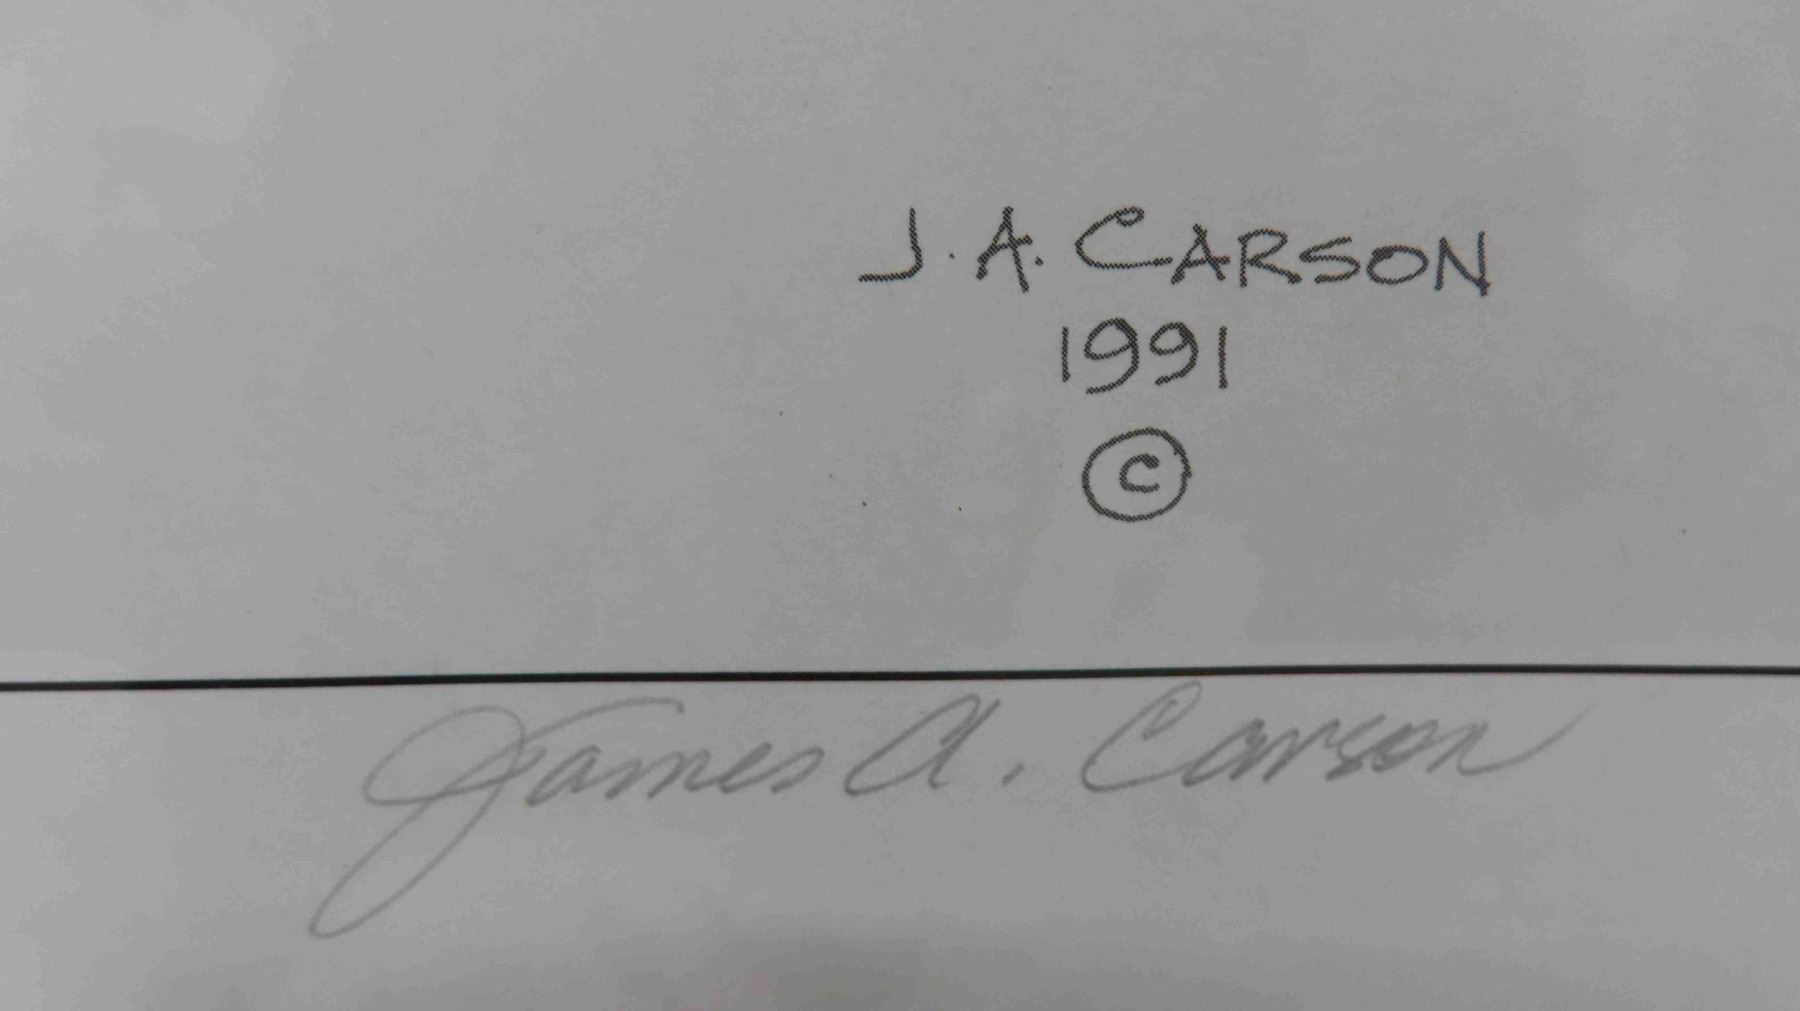 J. A. CARSON
1991
©
James A. Carson